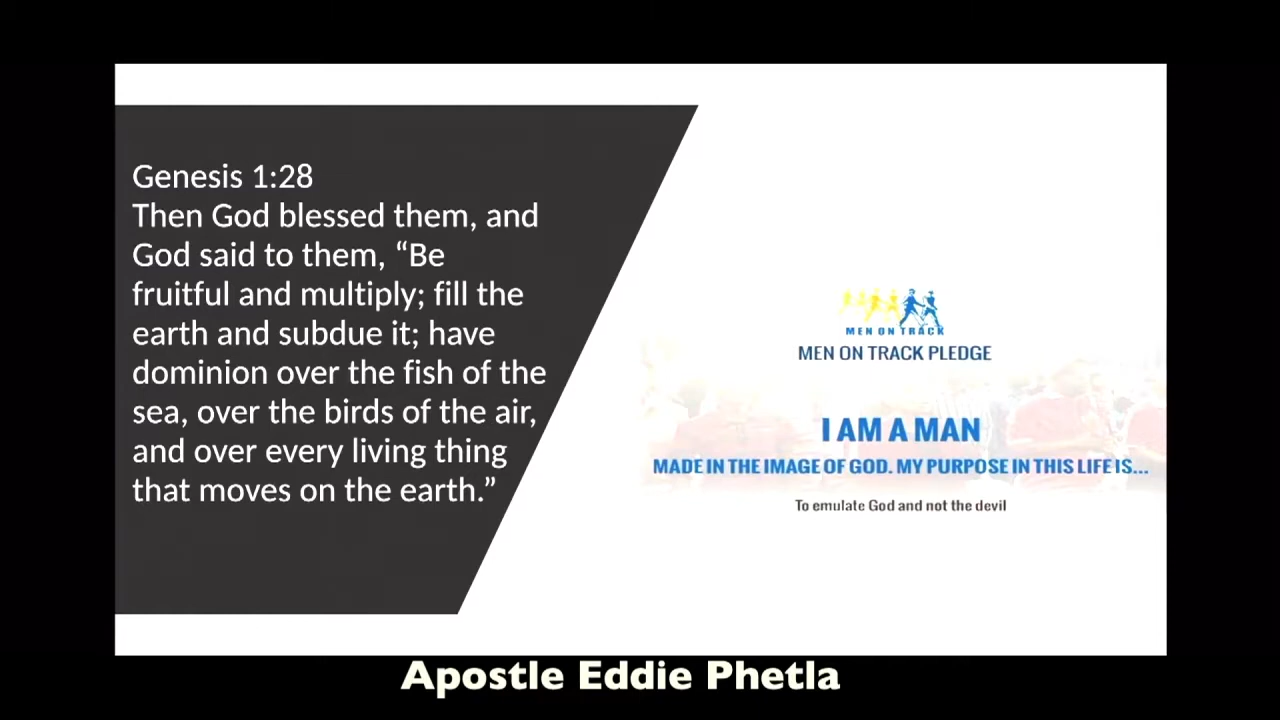 Genesis 1:28
Then God blessed them, and
God said to them, “Be
fruitful and multiply; fill the
earth and subdue it; have
dominion over the fish of the
sea, over the birds of the air,
and over every living thing
that moves on the earth.”
MEN ON TRACK
MEN ON TRACK PLEDGE
I AM A MAN
MADE IN THE IMAGE OF GOD. MY PURPOSE IN THIS LIFE IS...
To emulate God and not the devil
Apostle Eddie Phetla